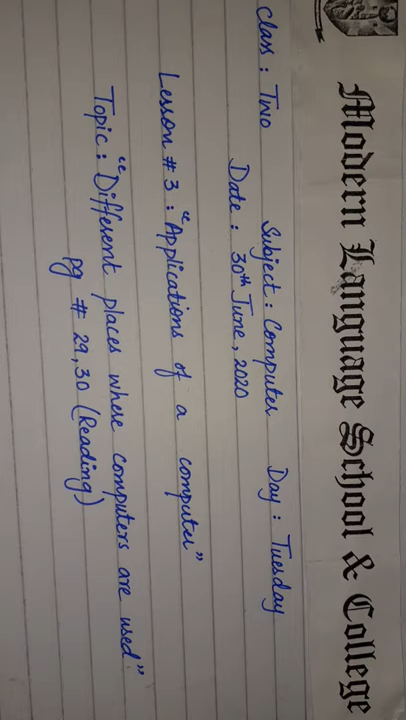 Modern Language School & College
Class : Two Subject : Computer Day : Tuesday
Date : 30th June, 2020
Lesson # 3 : "Applications of a computer"
Topic : "Different places where computers are used"
pg # 29,30 (Reading)